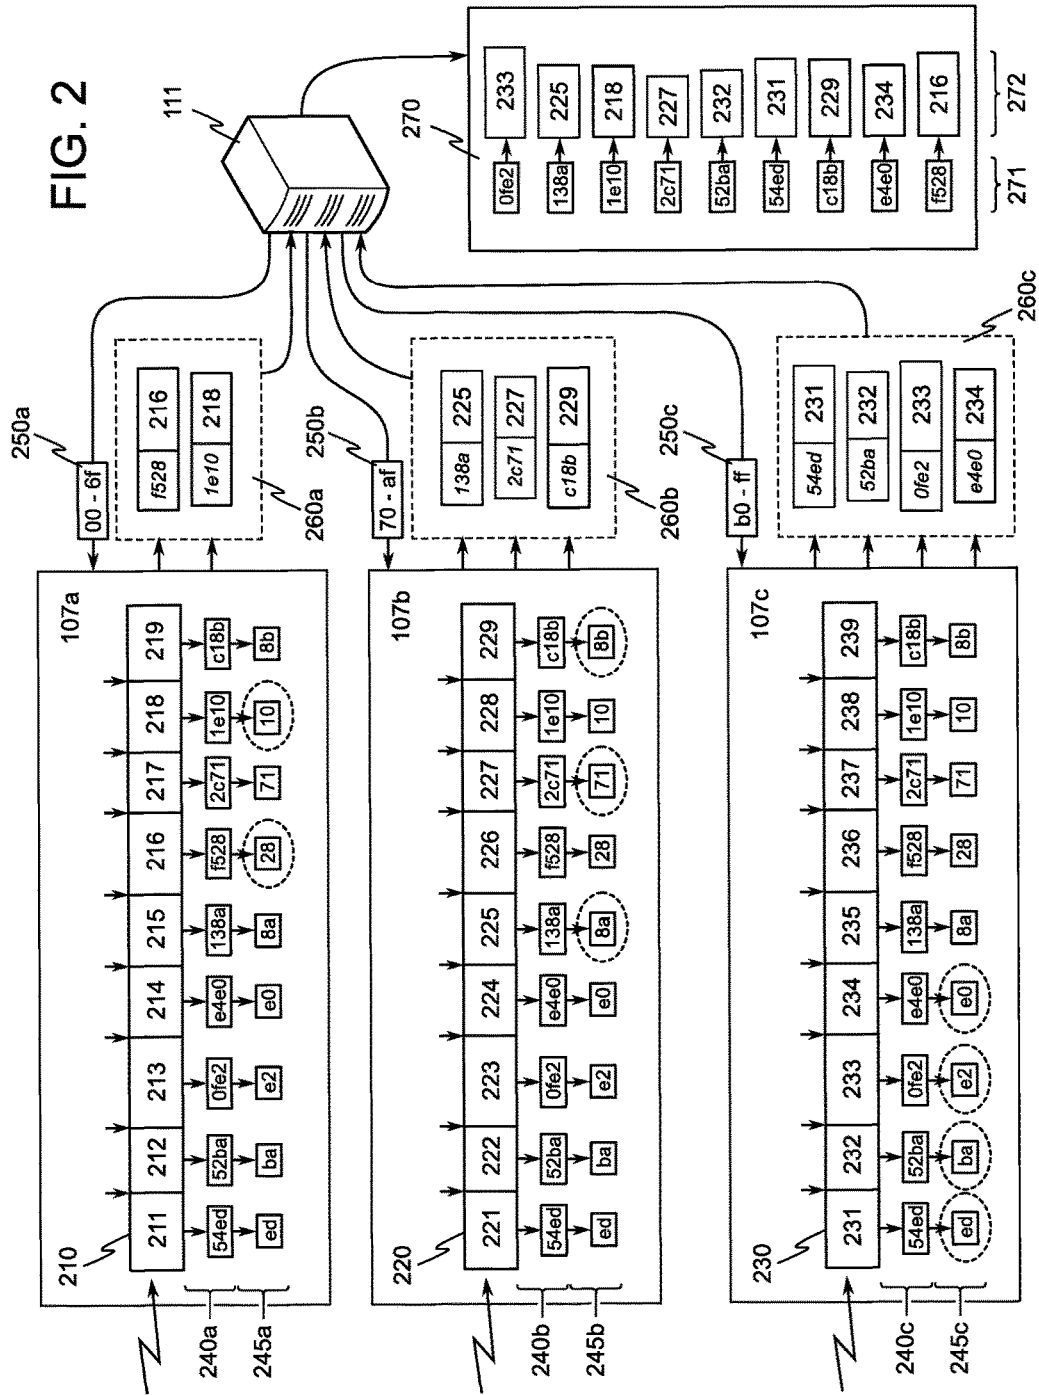 FIG. 2
111
270
0fe2 233
138a 225
1e10 218
2c71 227
52ba 232
54ed 231
c18b 229
e4e0 234
f528 216
271 272
250a
00 - 6f
f528 216
1e10 218
260a
107a
210
211 212 213 214 215 216 217 218 219
240a 54ed 52ba 0fe2 e4e0 138a f528 2c71 1e10 c18b
245a ed ba e2 e0 8a 28 71 10 8b
250b
70 - af
138a 225
2c71 227
c18b 229
260b
107b
220
221 222 223 224 225 226 227 228 229
240b 54ed 52ba 0fe2 e4e0 138a f528 2c71 1e10 c18b
245b ed ba e2 e0 8a 28 71 10 8b
250c
b0 - ff
54ed 231
52ba 232
0fe2 233
e4e0 234
260c
107c
230
231 232 233 234 235 236 237 238 239
240c 54ed 52ba 0fe2 e4e0 138a f528 2c71 1e10 c18b
245c ed ba e2 e0 8a 28 71 10 8b